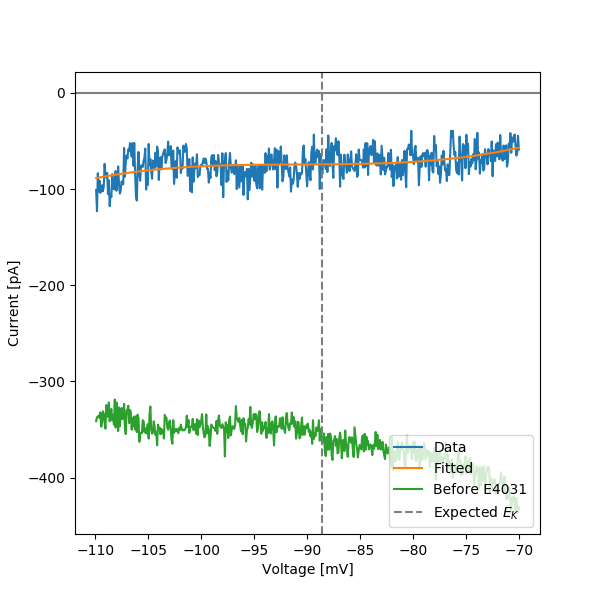 0
−100
−200
−300
−400
Current [pA]
−110
−105
−100
−95
−90
−85
−80
−75
−70
Voltage [mV]
Data
Fitted
Before E4031
Expected E_K